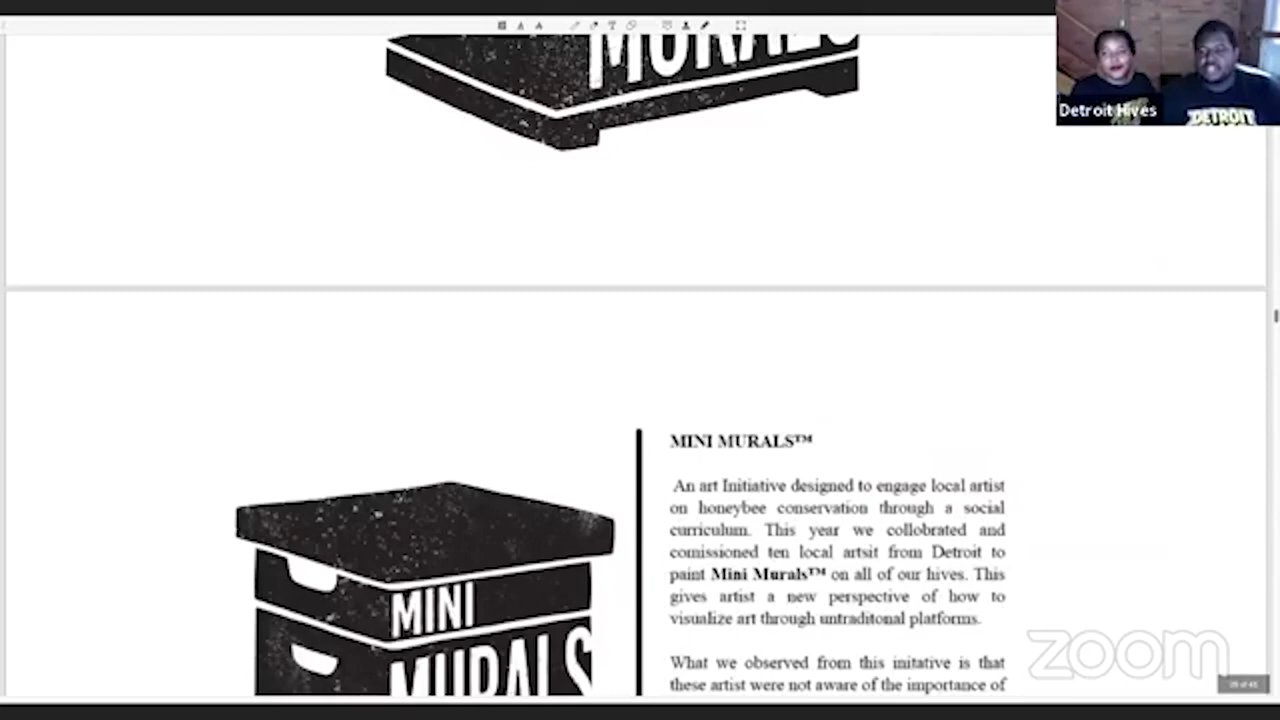 MURALS
Detroit Hives
DETROIT
MINI MURALS™
An art Initiative designed to engage local artist
on honeybee conservation through a social
curriculum. This year we collobrated and
comissioned ten local artsit from Detroit to
paint Mini Murals™ on all of our hives. This
gives artist a new perspective of how to
visualize art through untraditonal platforms.
What we observed from this initative is that
these artist were not aware of the importance of
MINI
MURALS
zoom